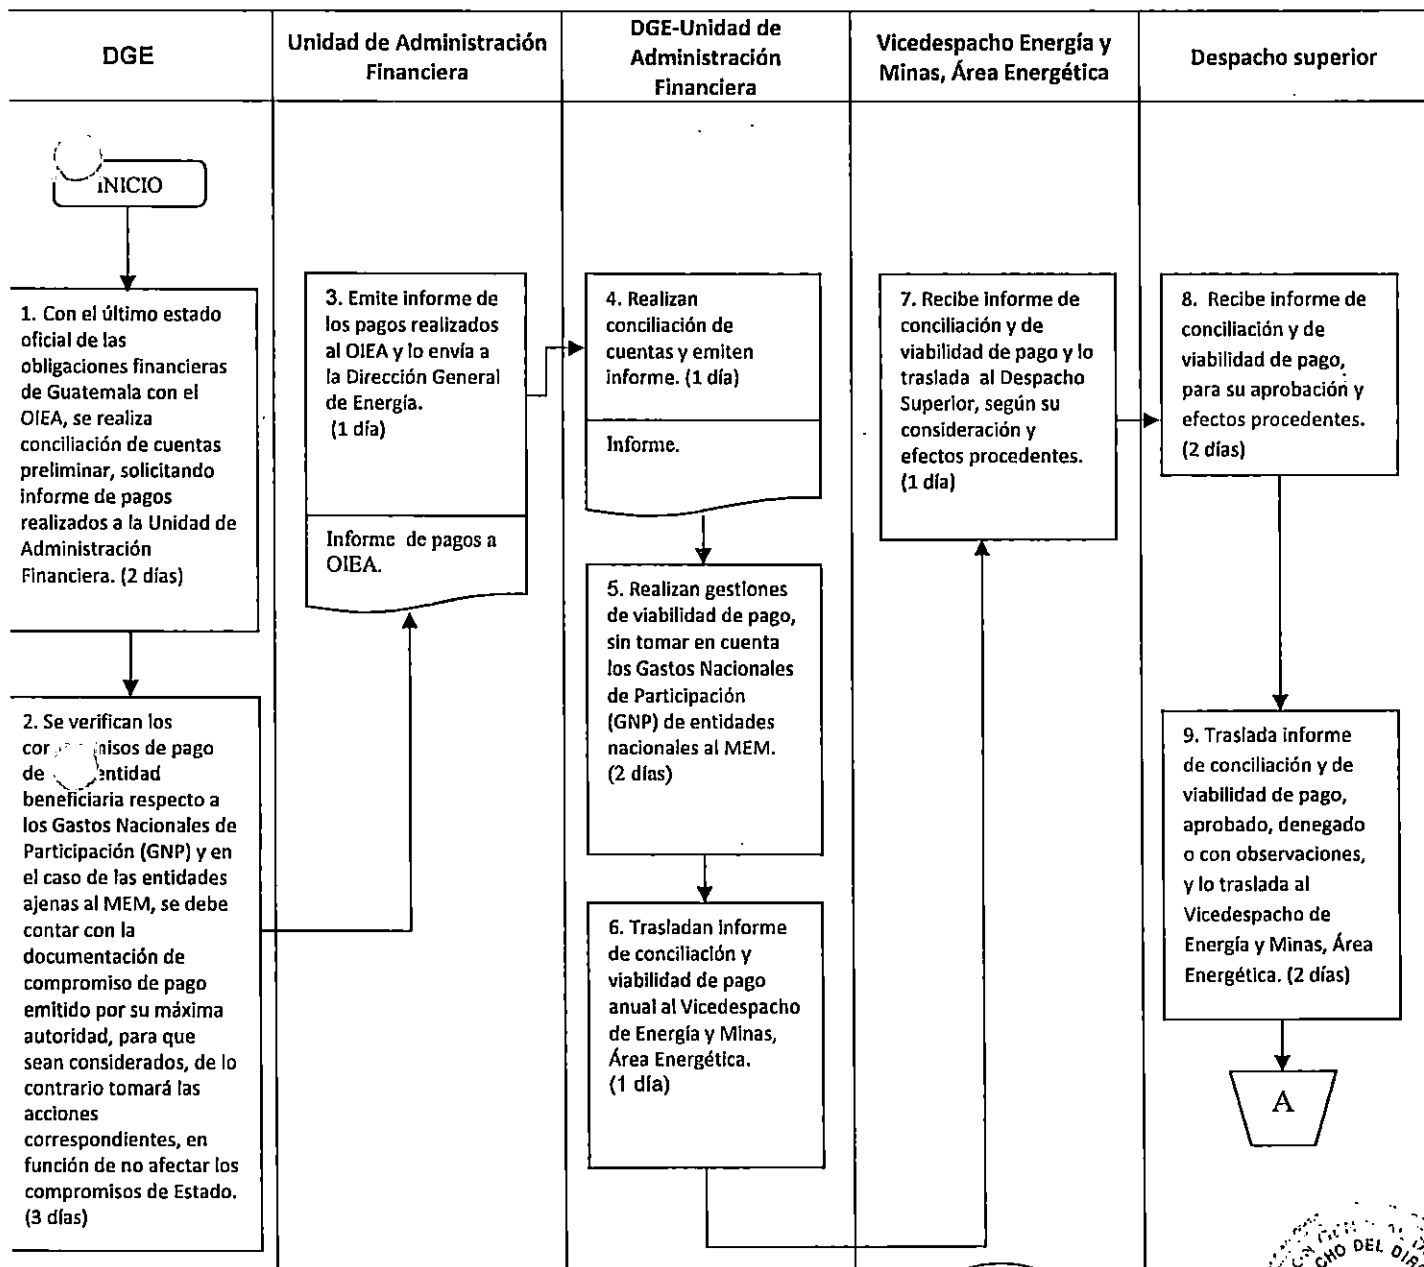 DGE
Unidad de Administración
Financiera
DGE-Unidad de
Administración
Financiera
Vicedespacho Energía y
Minas, Área Energética
Despacho superior
INICIO
1. Con el último estado
oficial de las
obligaciones financieras
de Guatemala con el
OIEA, se realiza
conciliación de cuentas
preliminar, solicitando
informe de pagos
realizados a la Unidad de
Administración
Financiera. (2 días)
2. Se verifican los
misos de pago
de entidad
beneficiaria respecto a
los Gastos Nacionales de
Participación (GNP) y en
el caso de las entidades
ajenas al MEM, se debe
contar con la
documentación de
compromiso de pago
emitido por su máxima
autoridad, para que
sean considerados, de lo
contrario tomará las
acciones
correspondientes, en
función de no afectar los
compromisos de Estado.
(3 días)
3. Emite informe de
los pagos realizados
al OIEA y lo envía a
la Dirección General
de Energía.
(1 día)
Informe de pagos a
OIEA.
4. Realizan
conciliación de
cuentas y emiten
informe. (1 día)
Informe.
5. Realizan gestiones
de viabilidad de pago,
sin tomar en cuenta
los Gastos Nacionales
de Participación
(GNP) de entidades
nacionales al MEM.
(2 días)
6. Trasladan informe
de conciliación y
viabilidad de pago
anual al Vicedespacho
de Energía y Minas,
Área Energética.
(1 día)
7. Recibe informe de
conciliación y de
viabilidad de pago y lo
traslada al Despacho
Superior, según su
consideración y
efectos procedentes.
(1 día)
8. Recibe informe de
conciliación y de
viabilidad de pago,
para su aprobación y
efectos procedentes.
(2 días)
9. Traslada informe
de conciliación y de
viabilidad de pago,
aprobado, denegado
o con observaciones,
y lo traslada al
Vicedespacho de
Energía y Minas, Área
Energética. (2 días)
A
DEL